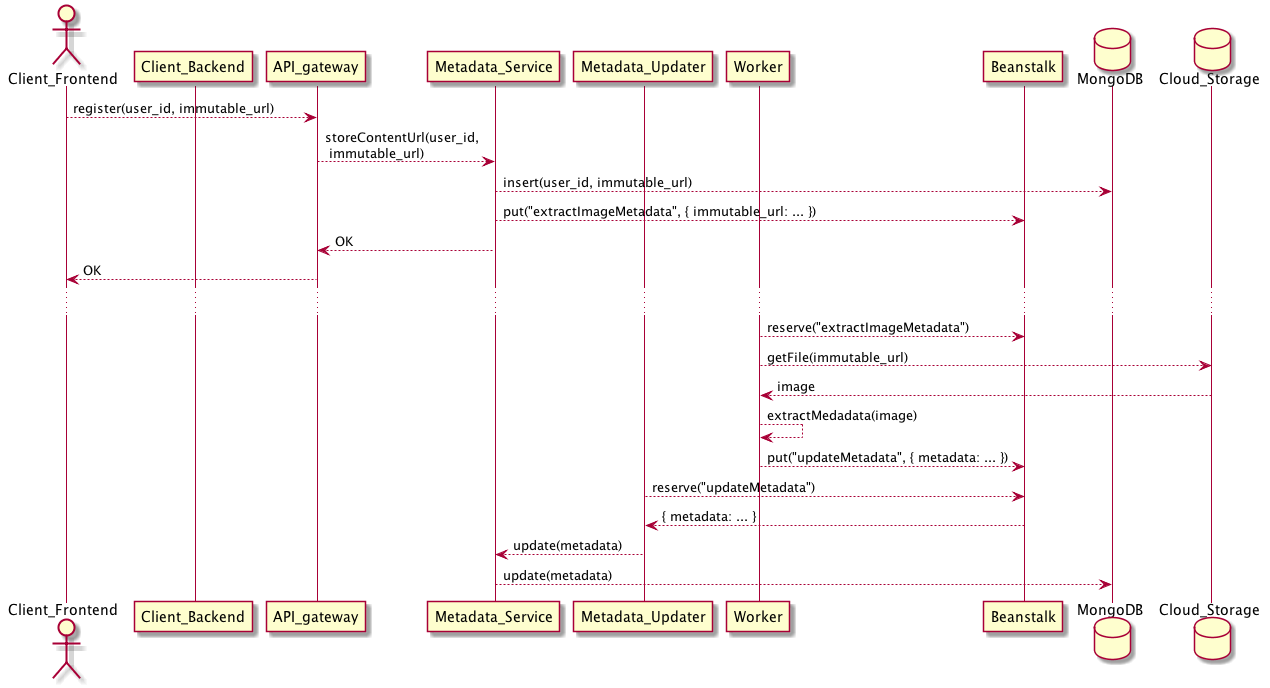 Client_Frontend
Client_Backend
API_gateway
Metadata_Service
Metadata_Updater
Worker
Beanstalk
MongoDB
Cloud_Storage
register(user_id, immutable_url)
storeContentUrl(user_id,
immutable_url)
insert(user_id, immutable_url)
put("extractImageMetadata", { immutable_url: ... })
OK
OK
reserve("extractImageMetadata")
getFile(immutable_url)
image
extractMedadata(image)
put("updateMetadata", { metadata: ... })
reserve("updateMetadata")
{ metadata: ... }
update(metadata)
update(metadata)
Client_Frontend
Client_Backend
API_gateway
Metadata_Service
Metadata_Updater
Worker
Beanstalk
MongoDB
Cloud_Storage